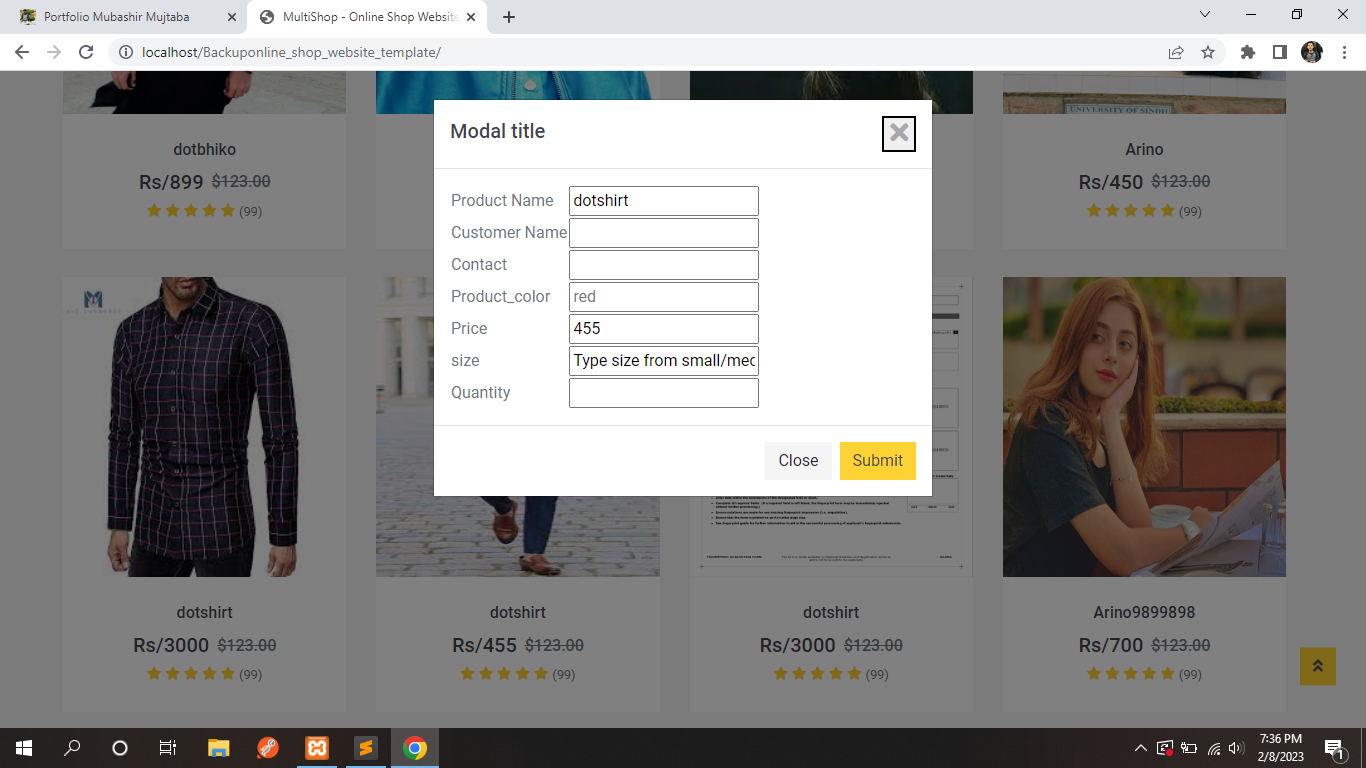 Portfolio Mubashir Mujtaba
MultiShop - Online Shop Website
localhost/Backuponline_shop_website_template/
UNIVERSITY OF SINDH
Modal title
Product Name dotshirt
Customer Name
Contact
Product_color red
Price 455
size Type size from small/med
Quantity
Close Submit
dotbhiko
Rs/899 $123.00
(99)
Arino
Rs/450 $123.00
(99)
dotshirt
Rs/3000 $123.00
(99)
dotshirt
Rs/455 $123.00
(99)
dotshirt
Rs/3000 $123.00
(99)
Arino9899898
Rs/700 $123.00
(99)
7:36 PM
2/8/2023
1